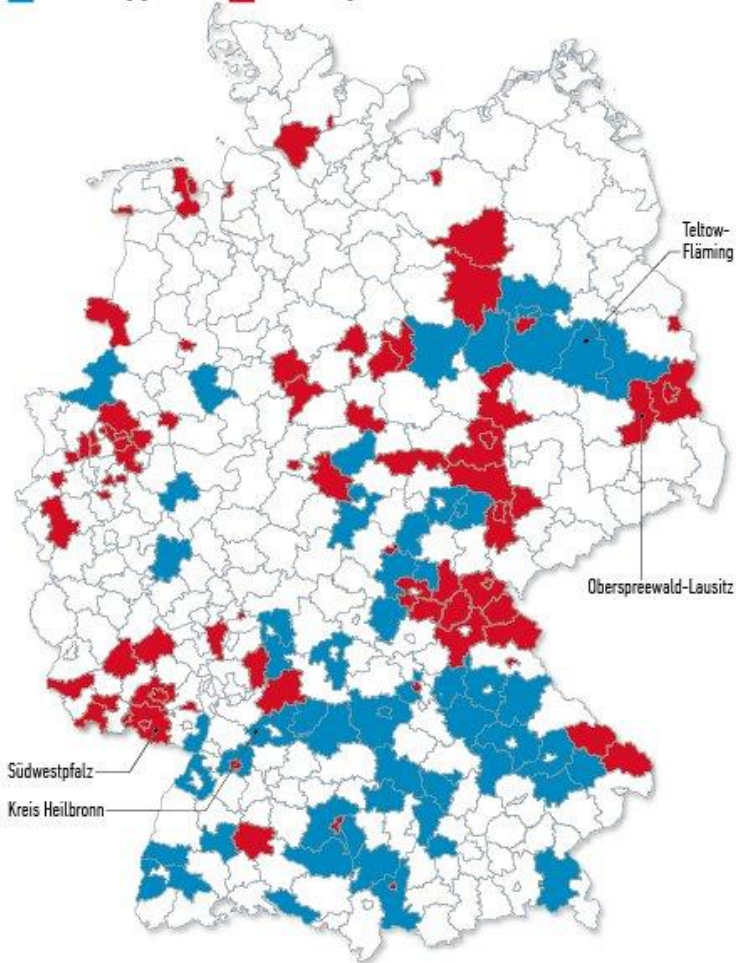 Teltow-
Fläming
Oberspreewald-Lausitz
Südwestpfalz
Kreis Heilbronn